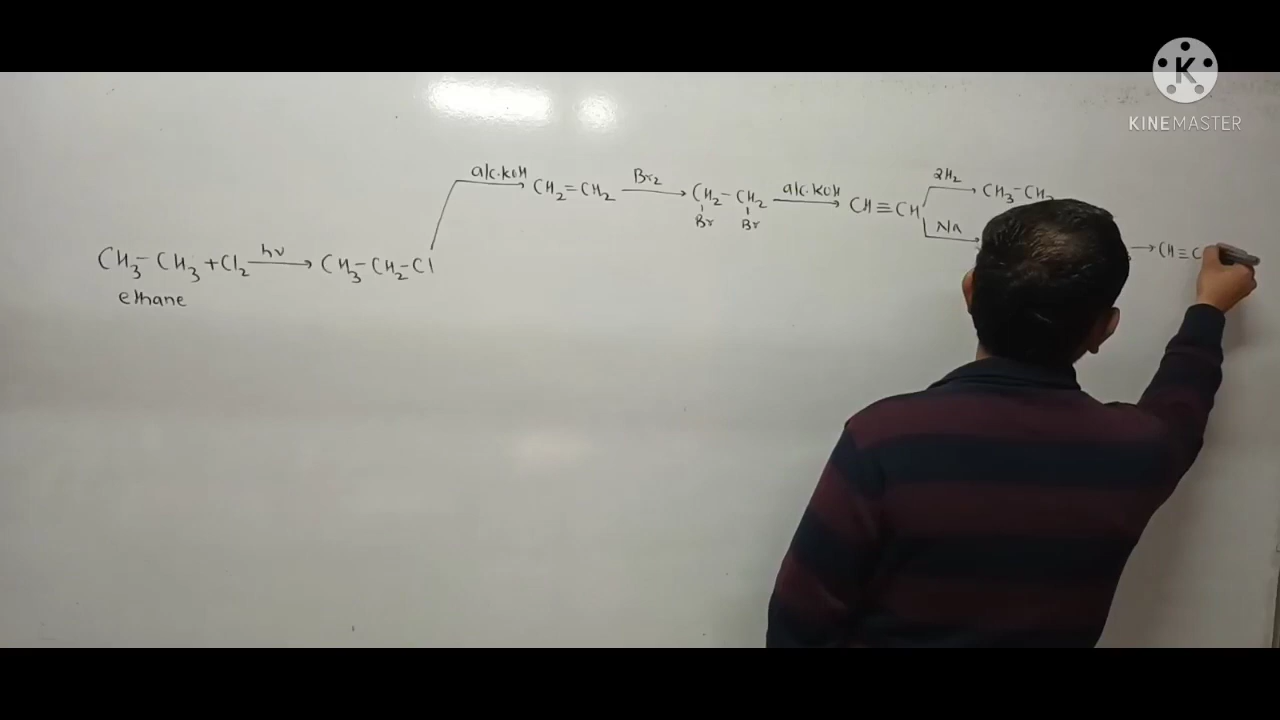 KINEMASTER
alc. KOH
CH₂=CH₂ Br₂ CH₂-CH₂ alc. KOH CH≡CH
Br Br
2H₂ CH₃-CH₃
Na
→ CH≡C
CH₃-CH₃ + Cl₂ hν → CH₃-CH₂-Cl
ethane